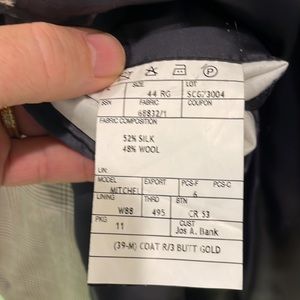 P
SIZE LOT
44 RG SCG73004
SSN FABRIC COUPON
68832/1
FABRIC COMPOSITION
52% SILK
48% WOOL
LIN:
MODEL EXPORT PCS-F PCS-C
MITCHEL 6
LINING THRD BTN
W88 495 CR 53
PKG CUST
11 Jos A. Bank
(39-M) COAT R/3 BUTT GOLD